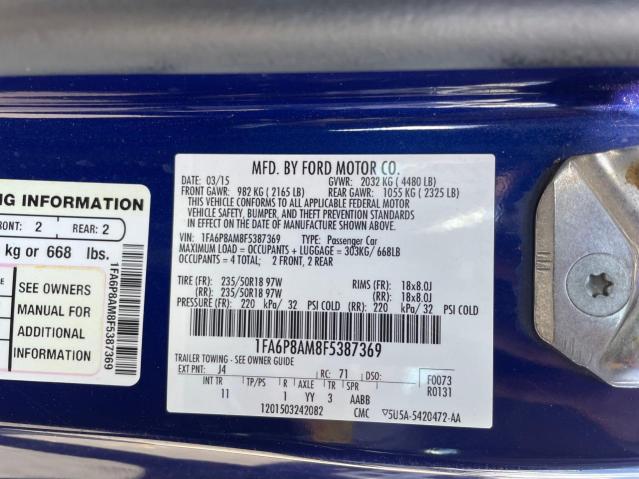 NG INFORMATION
FRONT: 2 REAR: 2
kg or 668 lbs.
SEE OWNERS
MANUAL FOR
ADDITIONAL
INFORMATION
1FA6P8AM8F5387369
MFD. BY FORD MOTOR CO.
DATE: 03/15 GVWR: 2032 KG ( 4480 LB)
FRONT GAWR: 982 KG ( 2165 LB) REAR GAWR: 1055 KG ( 2325 LB)
THIS VEHICLE CONFORMS TO ALL APPLICABLE FEDERAL MOTOR
VEHICLE SAFETY, BUMPER, AND THEFT PREVENTION STANDARDS
IN EFFECT ON THE DATE OF MANUFACTURE SHOWN ABOVE.
VIN: 1FA6P8AM8F5387369 TYPE: Passenger Car
MAXIMUM LOAD = OCCUPANTS + LUGGAGE = 303KG/ 668LB
OCCUPANTS = 4 TOTAL; 2 FRONT, 2 REAR
TIRE (FR): 235/50R18 97W RIMS (FR): 18x8.0J
(RR): 235/50R18 97W (RR): 18x8.0J
PRESSURE (FR): 220 kPa/ 32 PSI COLD (RR): 220 kPa/ 32 PSI COLD
1FA6P8AM8F5387369
TRAILER TOWING - SEE OWNER GUIDE
EXT PNT: J4 RC: 71 DSO: F0073
INT TR TP/PS R AXLE TR SPR R0131
11 1 YY 3 AABB
1201503242082 CMC 5U5A-5420472-AA